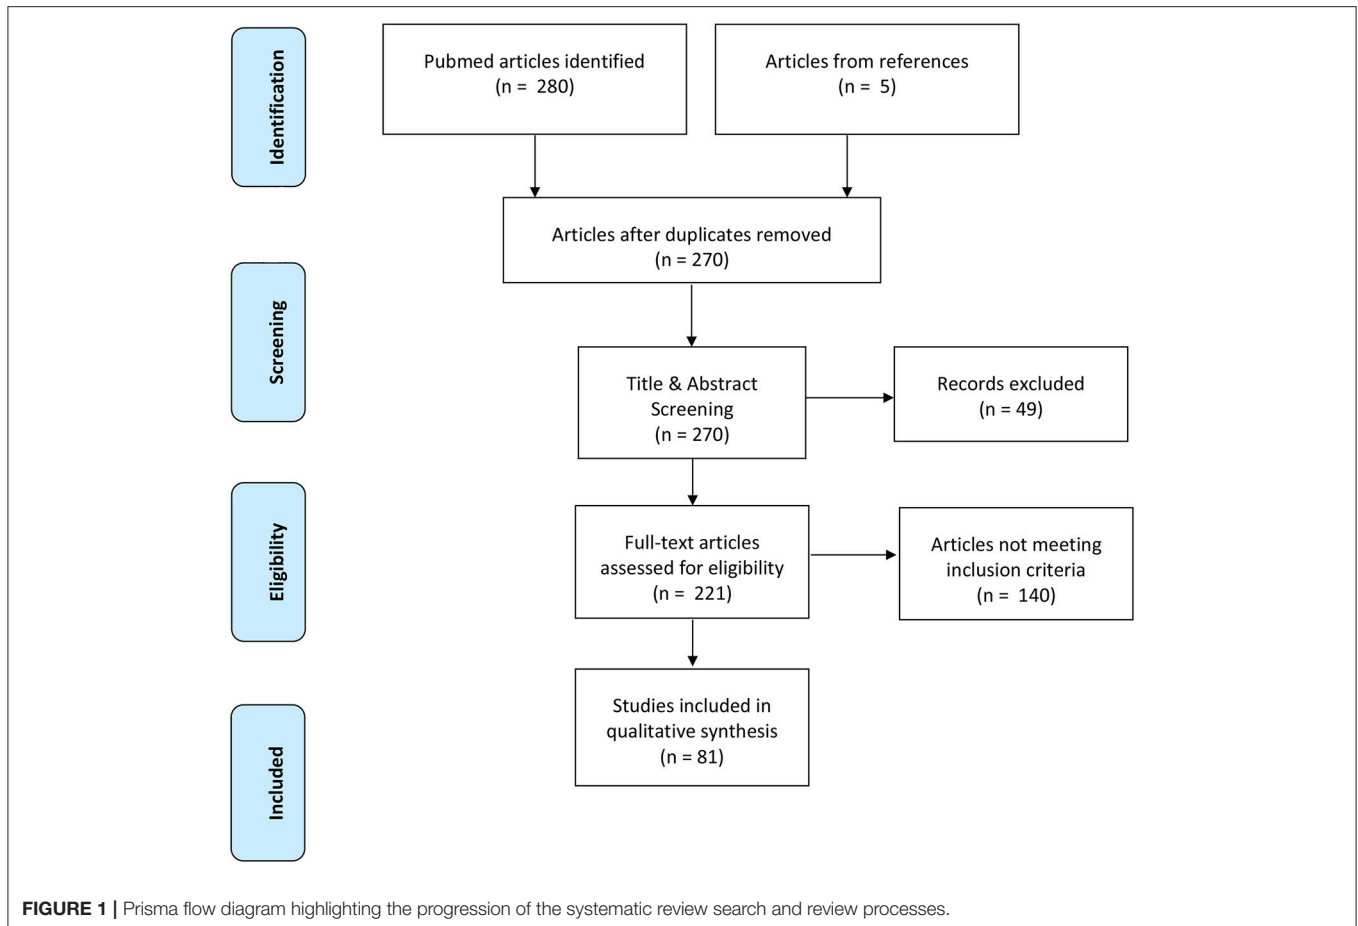 Identification
Pubmed articles identified
(n = 280)
Articles from references
(n = 5)
Articles after duplicates removed
(n = 270)
Screening
Title & Abstract
Screening
(n = 270)
Records excluded
(n = 49)
Eligibility
Full-text articles
assessed for eligibility
(n = 221)
Articles not meeting
inclusion criteria
(n = 140)
Included
Studies included in
qualitative synthesis
(n = 81)
FIGURE 1 | Prisma flow diagram highlighting the progression of the systematic review search and review processes.